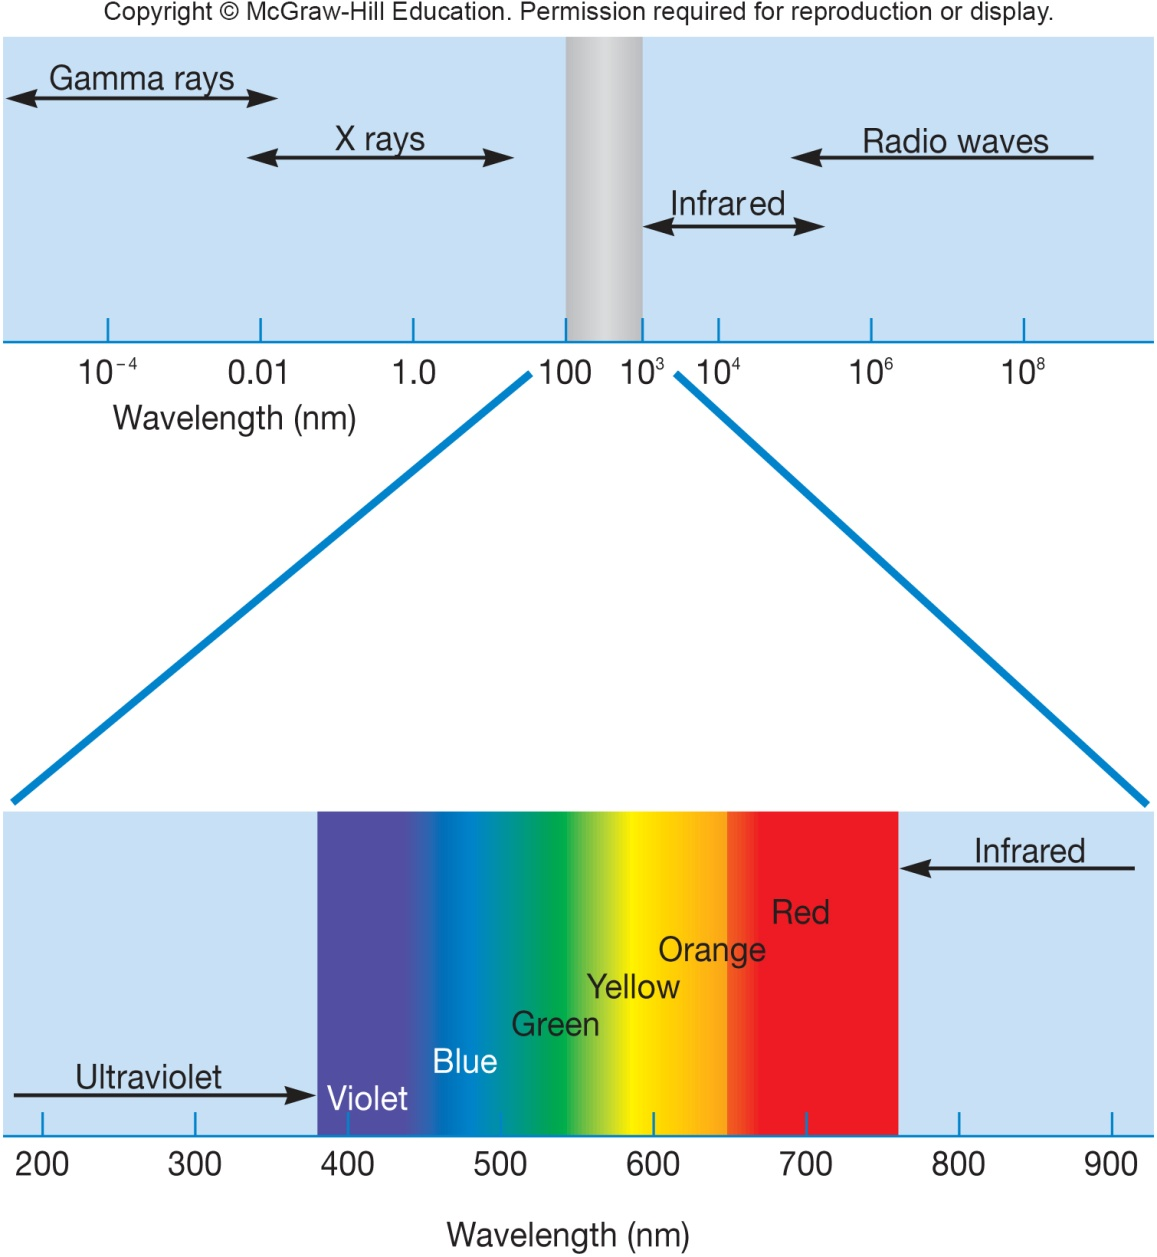 Copyright © McGraw-Hill Education. Permission required for reproduction or display.
Gamma rays
X rays
Radio waves
Infrared
10⁻⁴ 0.01 1.0 100 10³ 10⁴ 10⁶ 10⁸
Wavelength (nm)
Infrared
Red
Orange
Yellow
Green
Blue
Ultraviolet
Violet
200 300 400 500 600 700 800 900
Wavelength (nm)